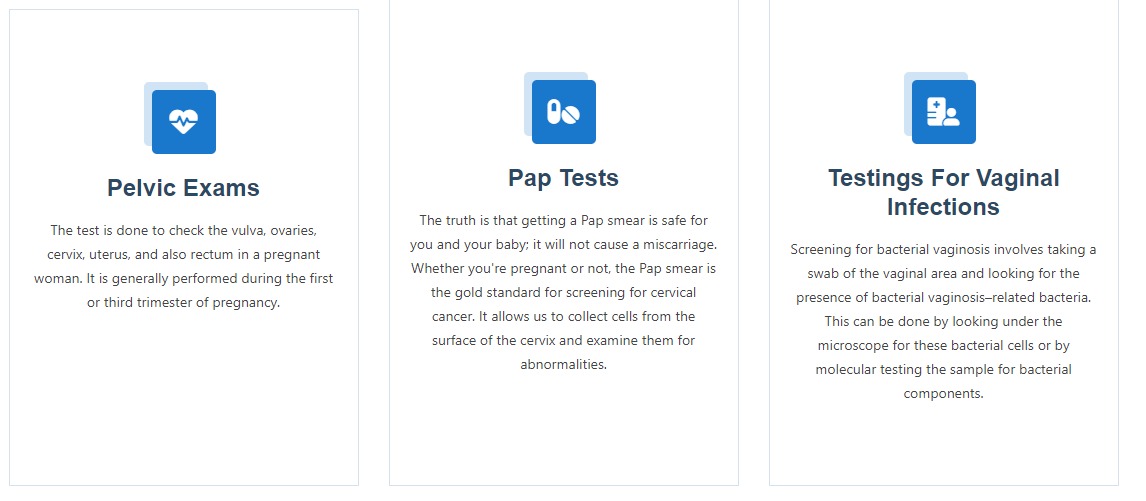 Pelvic Exams
The test is done to check the vulva, ovaries,
cervix, uterus, and also rectum in a pregnant
woman. It is generally performed during the first
or third trimester of pregnancy.
Pap Tests
The truth is that getting a Pap smear is safe for
you and your baby; it will not cause a miscarriage.
Whether you're pregnant or not, the Pap smear is
the gold standard for screening for cervical
cancer. It allows us to collect cells from the
surface of the cervix and examine them for
abnormalities.
Testings For Vaginal
Infections
Screening for bacterial vaginosis involves taking a
swab of the vaginal area and looking for the
presence of bacterial vaginosis–related bacteria.
This can be done by looking under the
microscope for these bacterial cells or by
molecular testing the sample for bacterial
components.